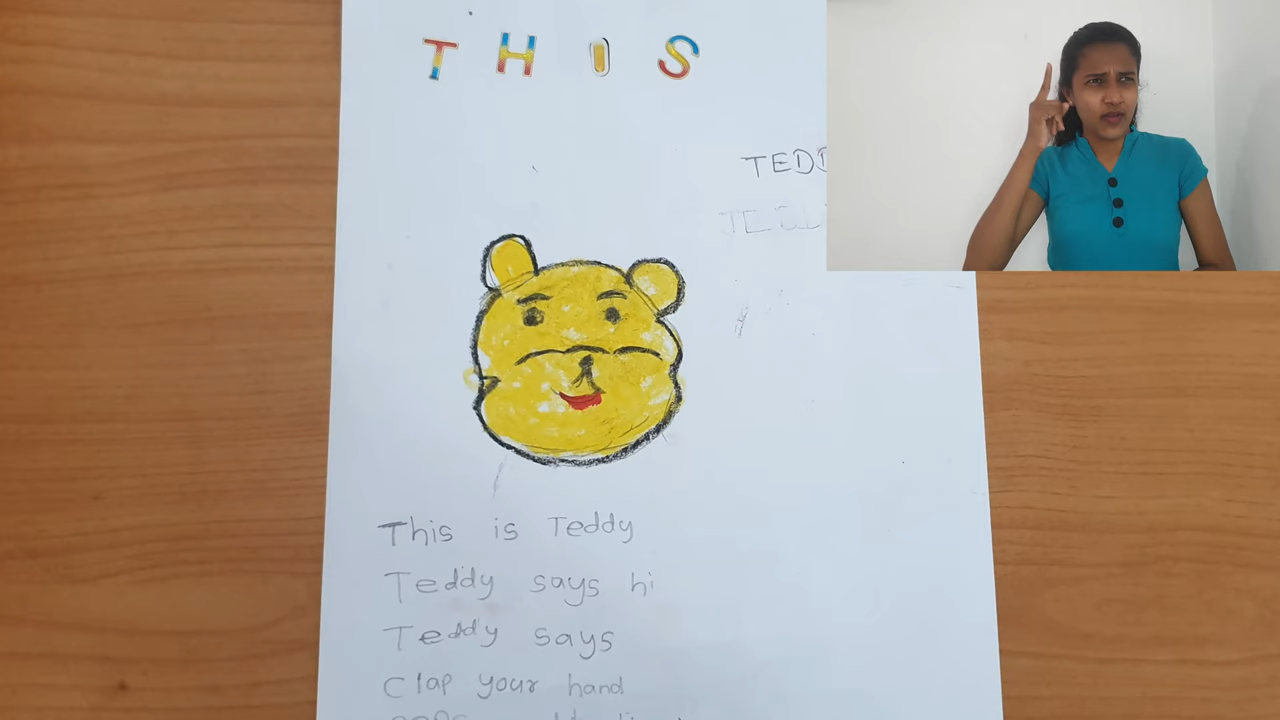 THIS
TEDD
This is Teddy
Teddy says hi
Teddy says
Clap your hand